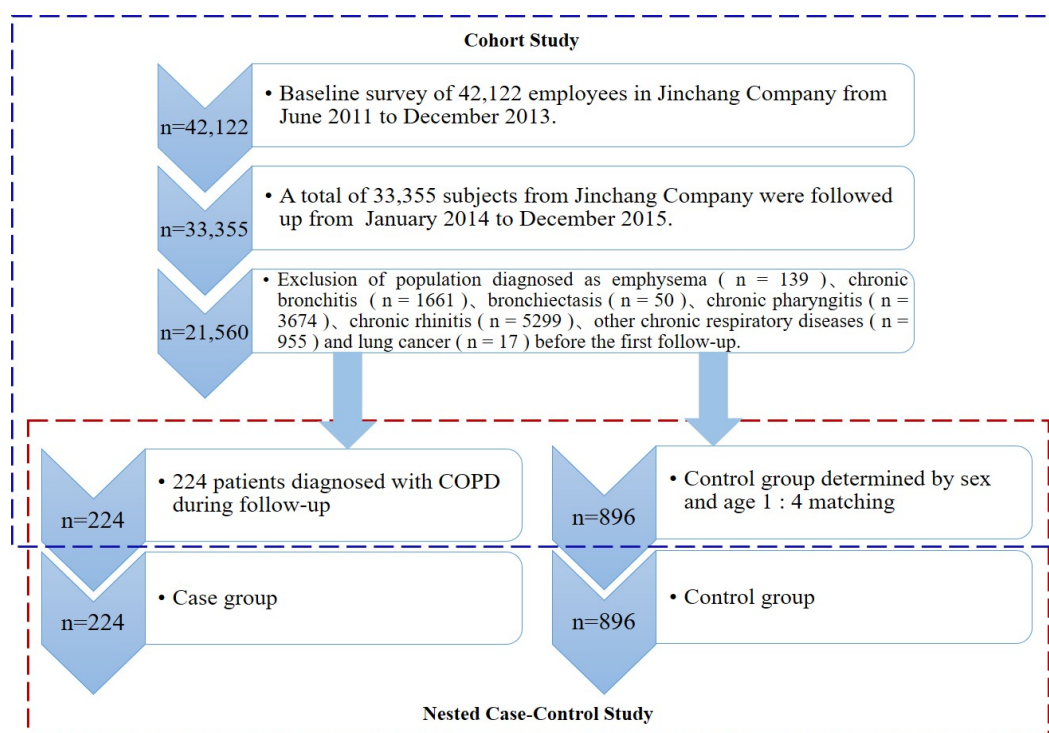 Cohort Study
n=42,122
• Baseline survey of 42,122 employees in Jinchang Company from
June 2011 to December 2013.
n=33,355
• A total of 33,355 subjects from Jinchang Company were followed
up from January 2014 to December 2015.
n=21,560
• Exclusion of population diagnosed as emphysema ( n = 139 )、chronic
bronchitis ( n = 1661 )、bronchiectasis ( n = 50 )、chronic pharyngitis ( n =
3674 )、chronic rhinitis ( n = 5299 )、other chronic respiratory diseases ( n =
955 ) and lung cancer ( n = 17 ) before the first follow-up.
n=224
• 224 patients diagnosed with COPD
during follow-up
n=896
• Control group determined by sex
and age 1 : 4 matching
n=224
• Case group
n=896
• Control group
Nested Case-Control Study